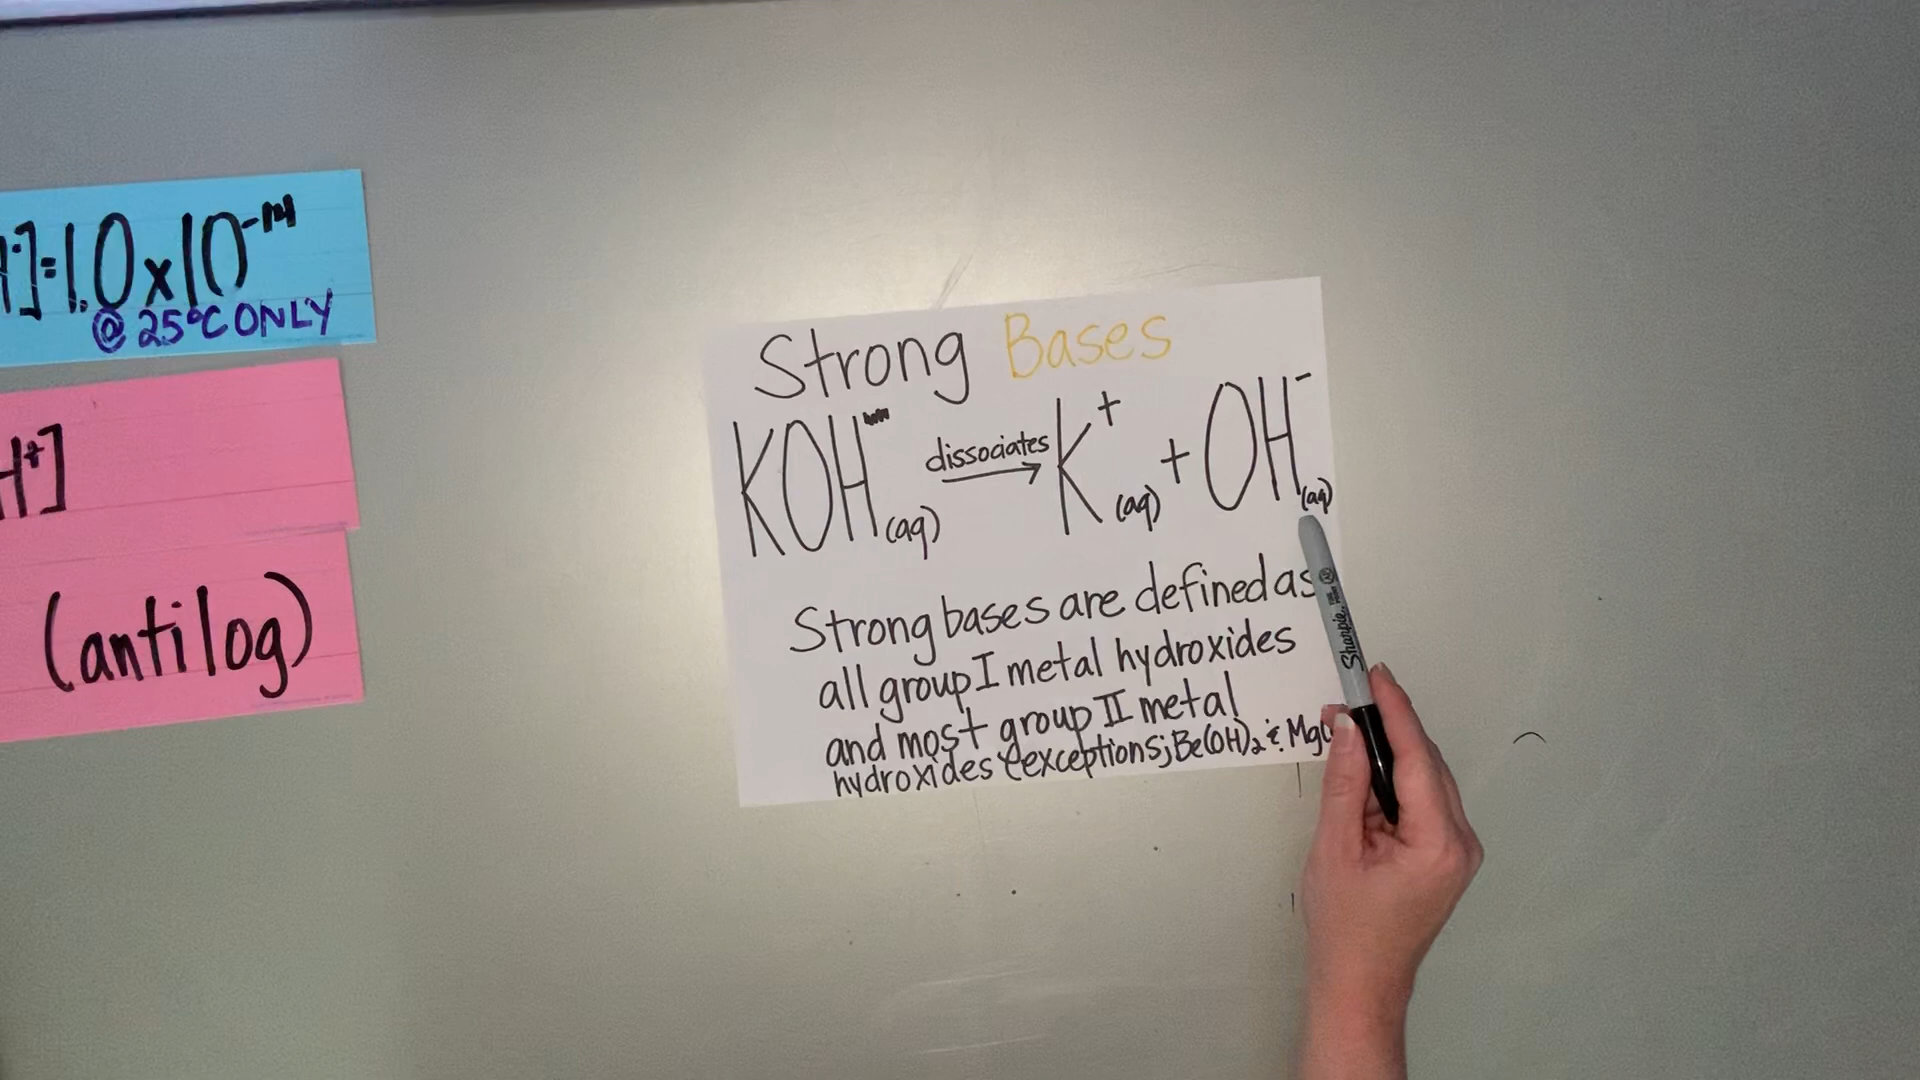 ]=1.0x10⁻¹⁴
@ 25°C ONLY
H⁺]
(antilog)
Strong Bases
KOH(aq) dissociates → K⁺(aq) + OH⁻(aq)
Strong bases are defined as
all group I metal hydroxides
and most group II metal
hydroxides (exceptions; Be(OH)₂ & Mg(
Sharpie